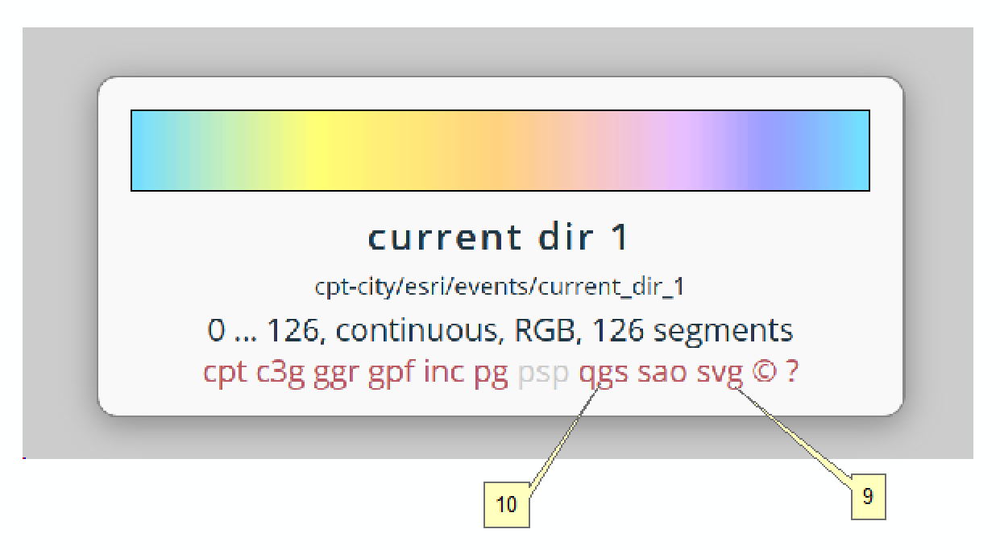 current dir 1
cpt-city/esri/events/current_dir_1
0 ... 126, continuous, RGB, 126 segments
cpt c3g ggr gpf inc pg psp qgs sao svg © ?
10
9